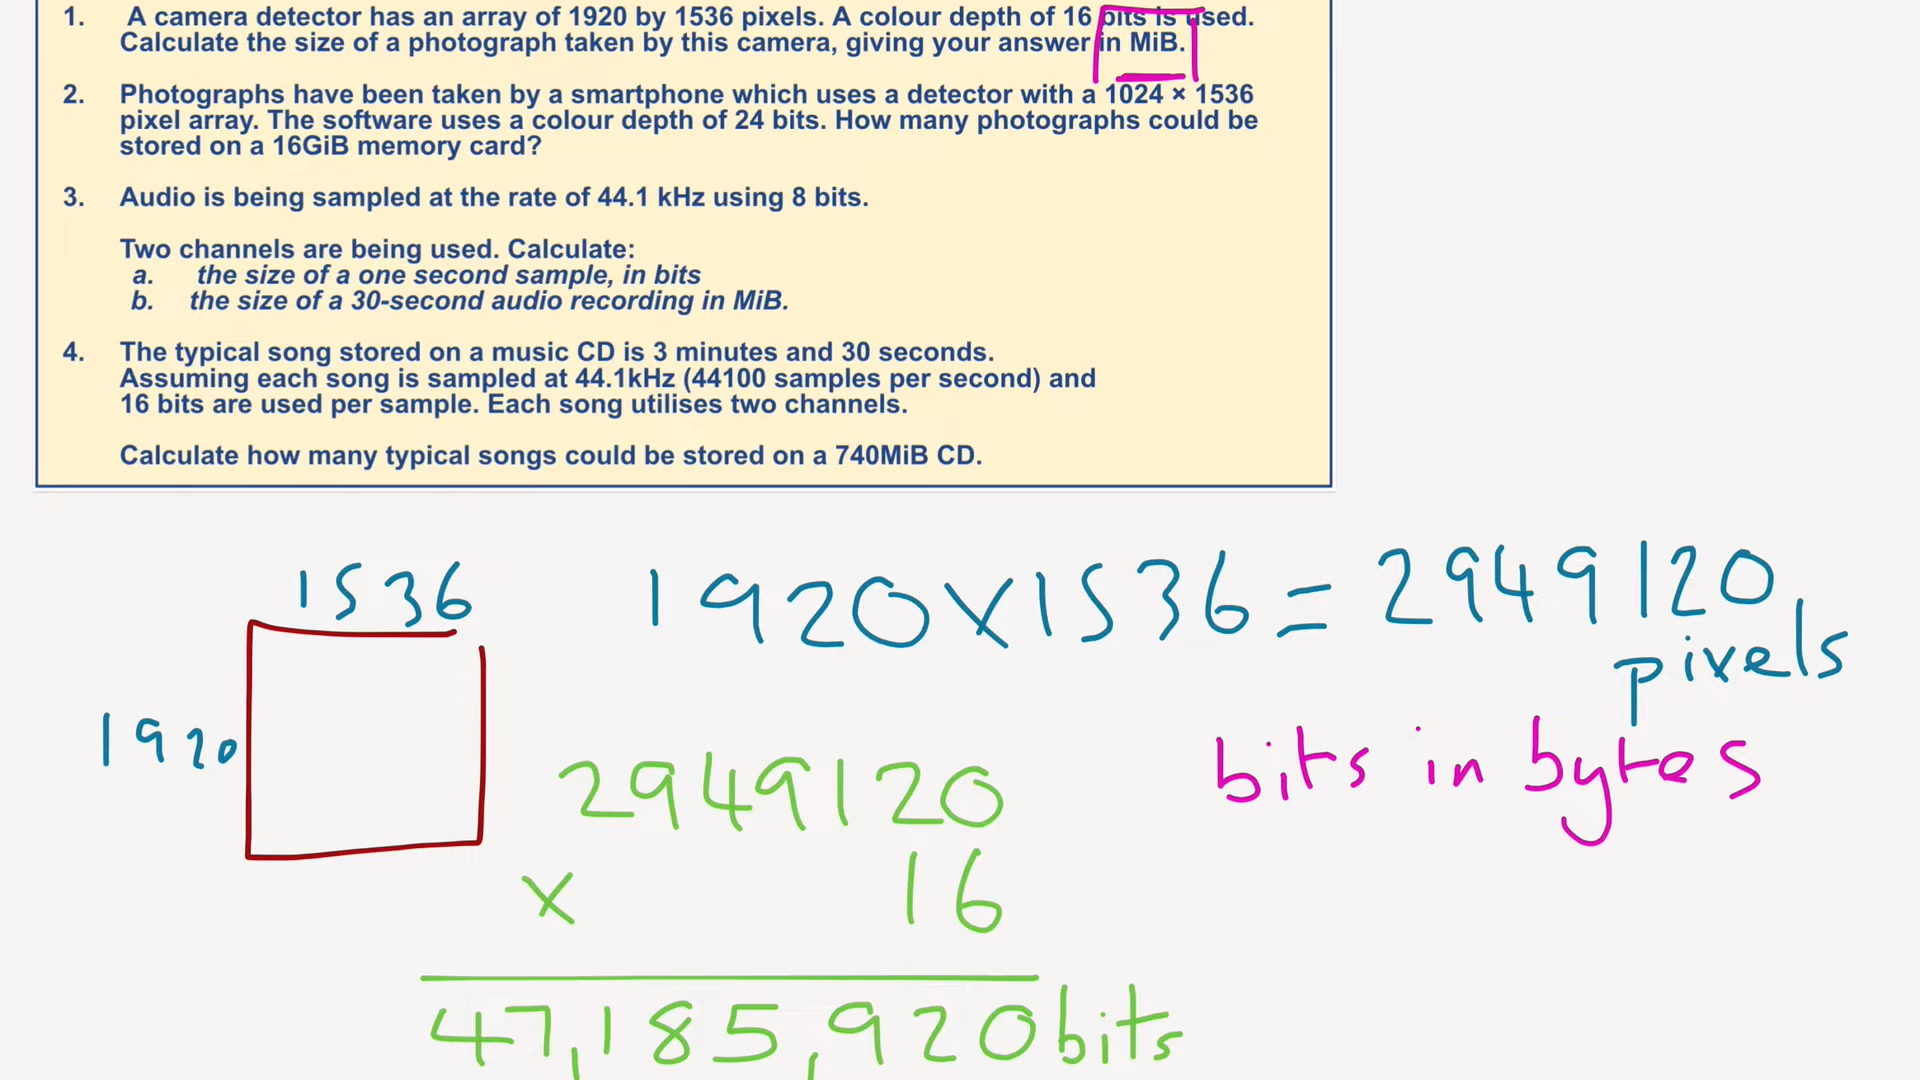 1. A camera detector has an array of 1920 by 1536 pixels. A colour depth of 16 bits is used.
Calculate the size of a photograph taken by this camera, giving your answer in MiB.
2. Photographs have been taken by a smartphone which uses a detector with a 1024 × 1536
pixel array. The software uses a colour depth of 24 bits. How many photographs could be
stored on a 16GiB memory card?
3. Audio is being sampled at the rate of 44.1 kHz using 8 bits.
Two channels are being used. Calculate:
a. the size of a one second sample, in bits
b. the size of a 30-second audio recording in MiB.
4. The typical song stored on a music CD is 3 minutes and 30 seconds.
Assuming each song is sampled at 44.1kHz (44100 samples per second) and
16 bits are used per sample. Each song utilises two channels.
Calculate how many typical songs could be stored on a 740MiB CD.
1536
1920
1920x1536 = 2949120
pixels
bits in bytes
2949120
x 16
47,185,920 bits